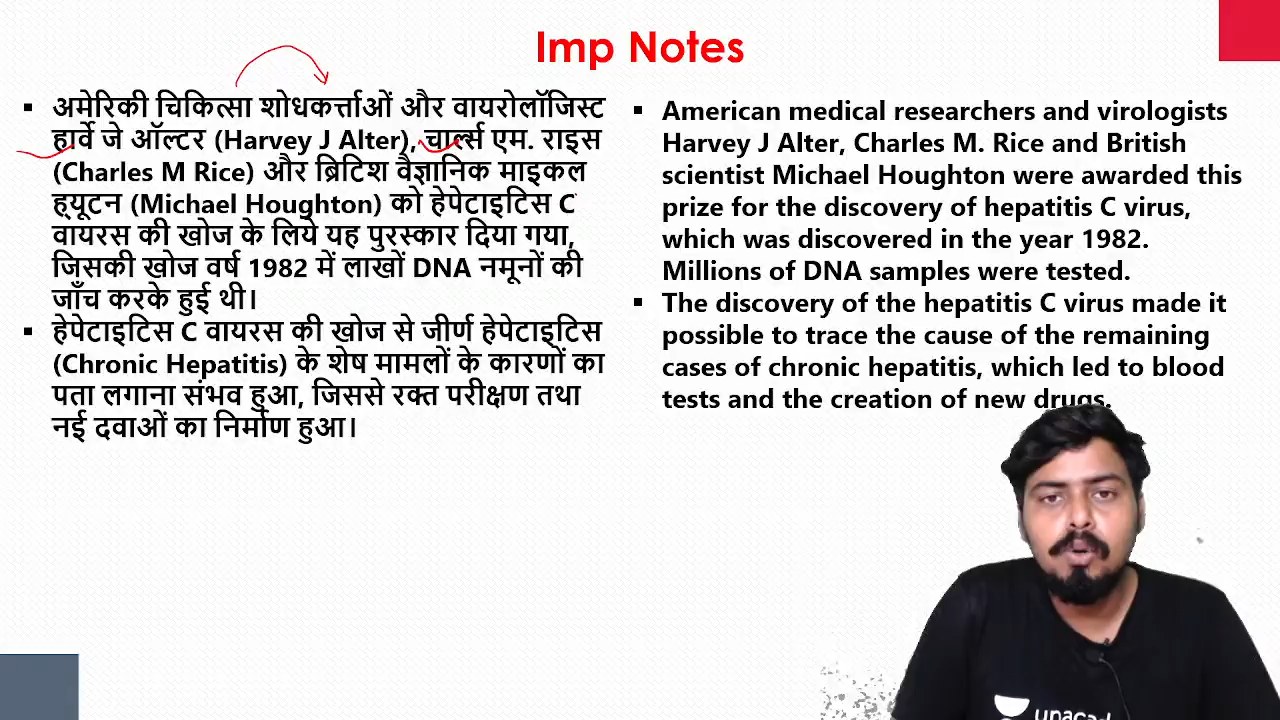 Imp Notes
▪ अमेरिकी चिकित्सा शोधकर्त्ताओं और वायरोलॉजिस्ट
हार्वे जे ऑल्टर (Harvey J Alter), चार्ल्स एम. राइस
(Charles M Rice) और ब्रिटिश वैज्ञानिक माइकल
ह्यूटन (Michael Houghton) को हेपेटाइटिस C
वायरस की खोज के लिये यह पुरस्कार दिया गया,
जिसकी खोज वर्ष 1982 में लाखों DNA नमूनों की
जाँच करके हुई थी।
▪ हेपेटाइटिस C वायरस की खोज से जीर्ण हेपेटाइटिस
(Chronic Hepatitis) के शेष मामलों के कारणों का
पता लगाना संभव हुआ, जिससे रक्त परीक्षण तथा
नई दवाओं का निर्माण हुआ।
▪ American medical researchers and virologists
Harvey J Alter, Charles M. Rice and British
scientist Michael Houghton were awarded this
prize for the discovery of hepatitis C virus,
which was discovered in the year 1982.
Millions of DNA samples were tested.
▪ The discovery of the hepatitis C virus made it
possible to trace the cause of the remaining
cases of chronic hepatitis, which led to blood
tests and the creation of new drugs.